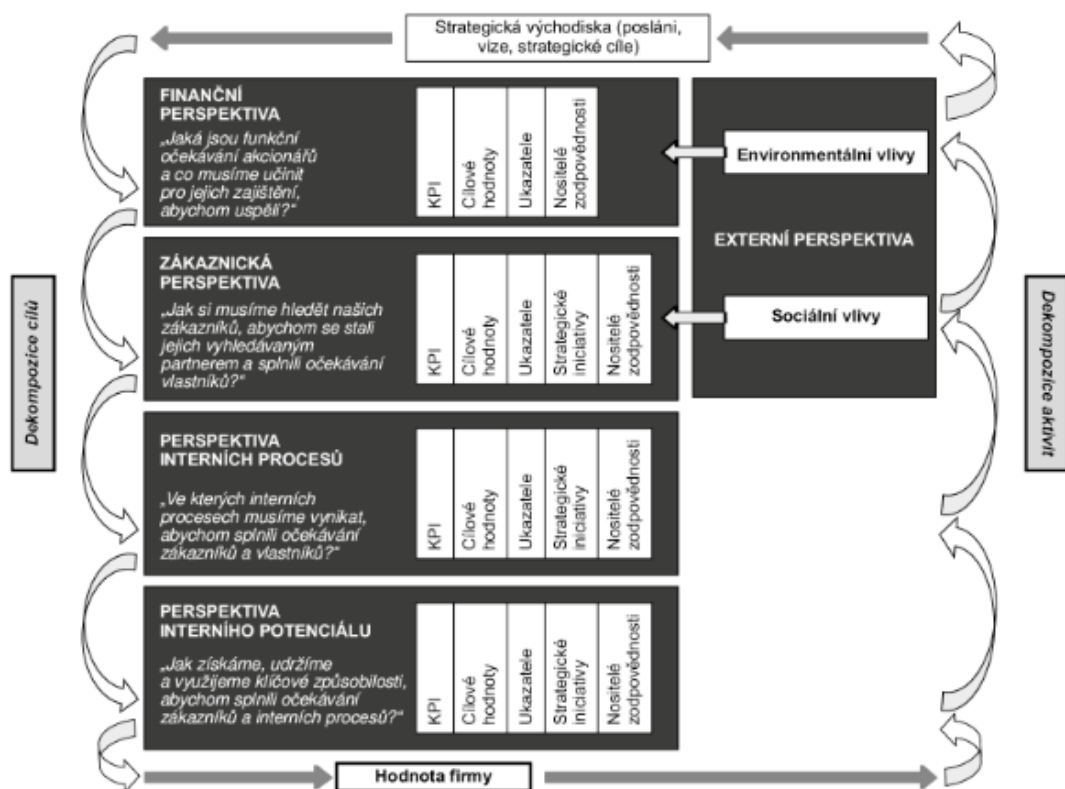 Strategická východiska (poslání,
vize, strategické cíle)
FINANČNÍ
PERSPEKTIVA
„Jaká jsou funkční
očekávání akcionářů
a co musíme učinit
pro jejich zajištění,
abychom uspěli?“
KPI
Cílové
hodnoty
Ukazatele
Nositelé
zodpovědnosti
Environmentální vlivy
EXTERNÍ PERSPEKTIVA
Sociální vlivy
ZÁKAZNICKÁ
PERSPEKTIVA
„Jak si musíme hledět našich
zákazníků, abychom se stali
jejich vyhledávaným
partnerem a splnili očekávání
vlastníků?“
KPI
Cílové
hodnoty
Ukazatele
Strategické
iniciativy
Nositelé
zodpovědnosti
Dekompozice cílů
Dekompozice aktivit
PERSPEKTIVA
INTERNÍCH PROCESŮ
„Ve kterých interních
procesech musíme vynikat,
abychom splnili očekávání
zákazníků a vlastníků?“
KPI
Cílové
hodnoty
Ukazatele
Strategické
iniciativy
Nositelé
zodpovědnosti
PERSPEKTIVA
INTERNÍHO POTENCIÁLU
„Jak získáme, udržíme
a využijeme klíčové způsobilosti,
abychom splnili očekávání
zákazníků a interních procesů?“
KPI
Cílové
hodnoty
Ukazatele
Strategické
iniciativy
Nositelé
zodpovědnosti
Hodnota firmy